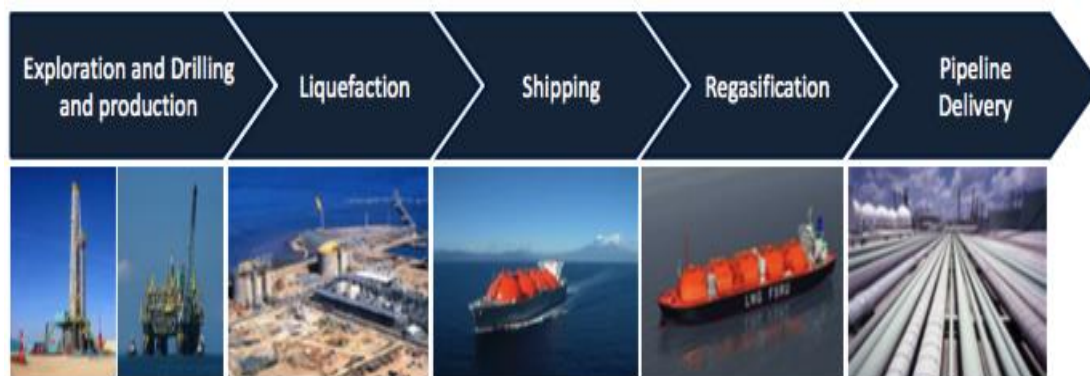 Exploration and Drilling
and production
Liquefaction
Shipping
Regasification
Pipeline
Delivery
LNG FSRU